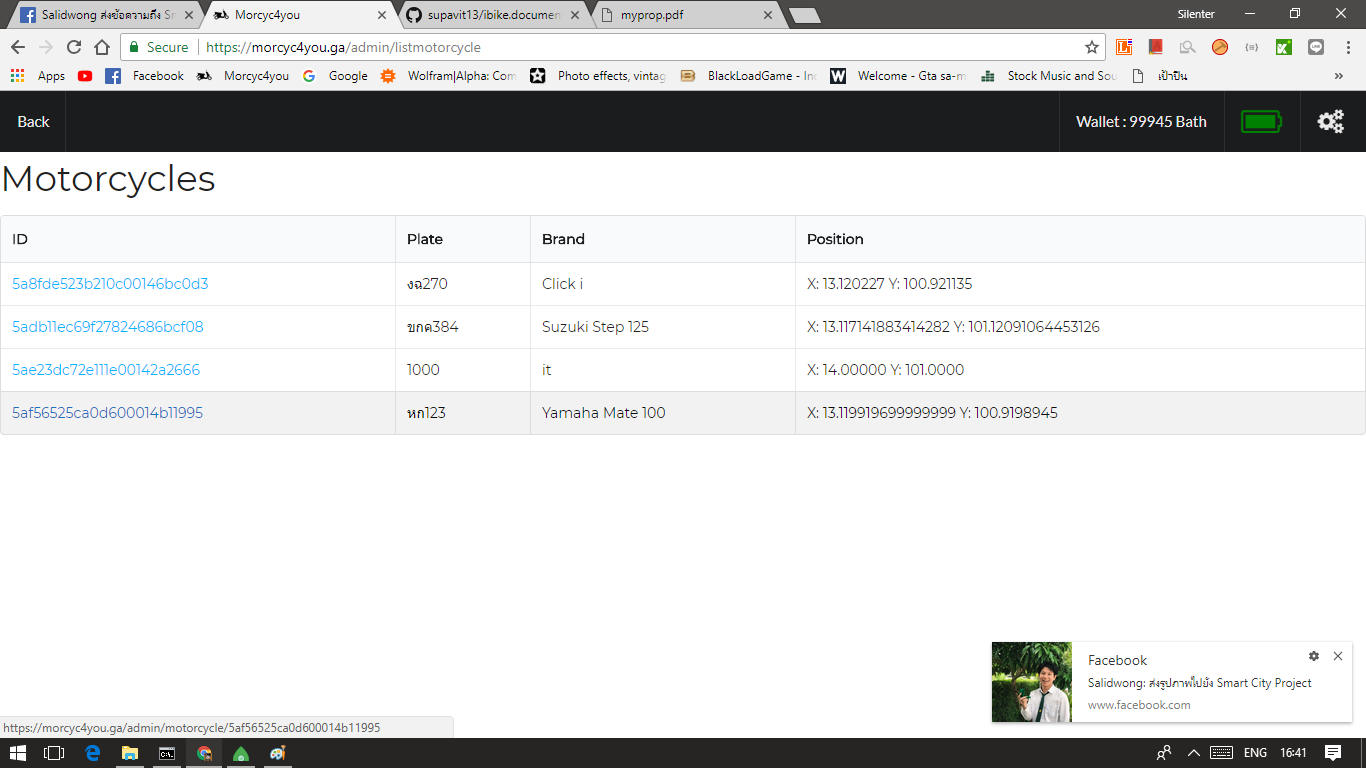 Salidwong ส่งข้อความถึง Sm
Morcyc4you
supavit13/ibike.documen
myprop.pdf
Silenter
Secure
https://morcyc4you.ga/admin/listmotorcycle
Apps
Facebook
Morcyc4you
Google
Wolfram|Alpha: Com
Photo effects, vintag
BlackLoadGame - Inc
Welcome - Gta sa-m
Stock Music and Sou
เป้าปืน
»
Back
Wallet : 99945 Bath
Motorcycles
ID Plate Brand Position
5a8fde523b210c00146bc0d3 งฉ270 Click i X: 13.120227 Y: 100.921135
5adb11ec69f27824686bcf08 ขกค384 Suzuki Step 125 X: 13.117141883414282 Y: 101.12091064453126
5ae23dc72e111e00142a2666 1000 it X: 14.00000 Y: 101.0000
5af56525ca0d600014b11995 หก123 Yamaha Mate 100 X: 13.119919699999999 Y: 100.9198945
Facebook
Salidwong: ส่งรูปภาพไปยัง Smart City Project
www.facebook.com
https://morcyc4you.ga/admin/motorcycle/5af56525ca0d600014b11995
ENG 16:41